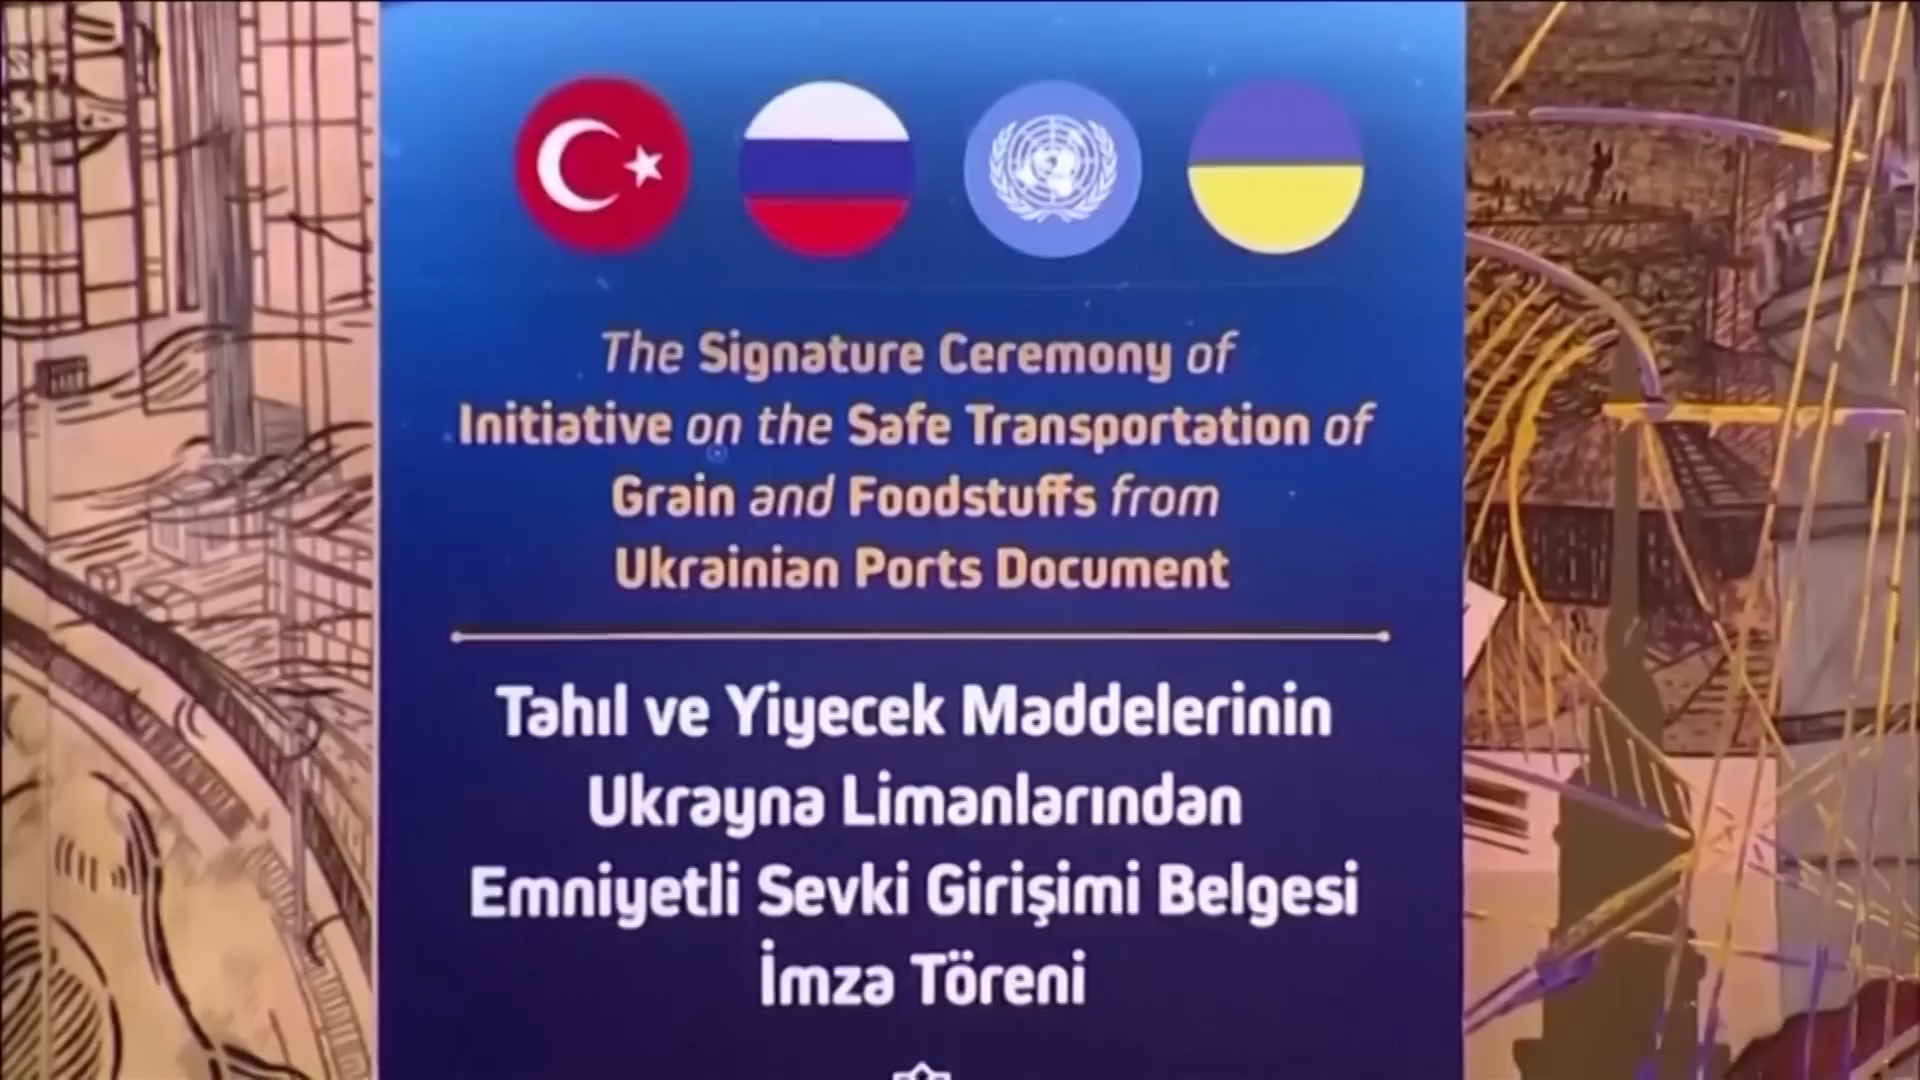 The Signature Ceremony of
Initiative on the Safe Transportation of
Grain and Foodstuffs from
Ukrainian Ports Document
Tahıl ve Yiyecek Maddelerinin
Ukrayna Limanlarından
Emniyetli Sevki Girişimi Belgesi
İmza Töreni